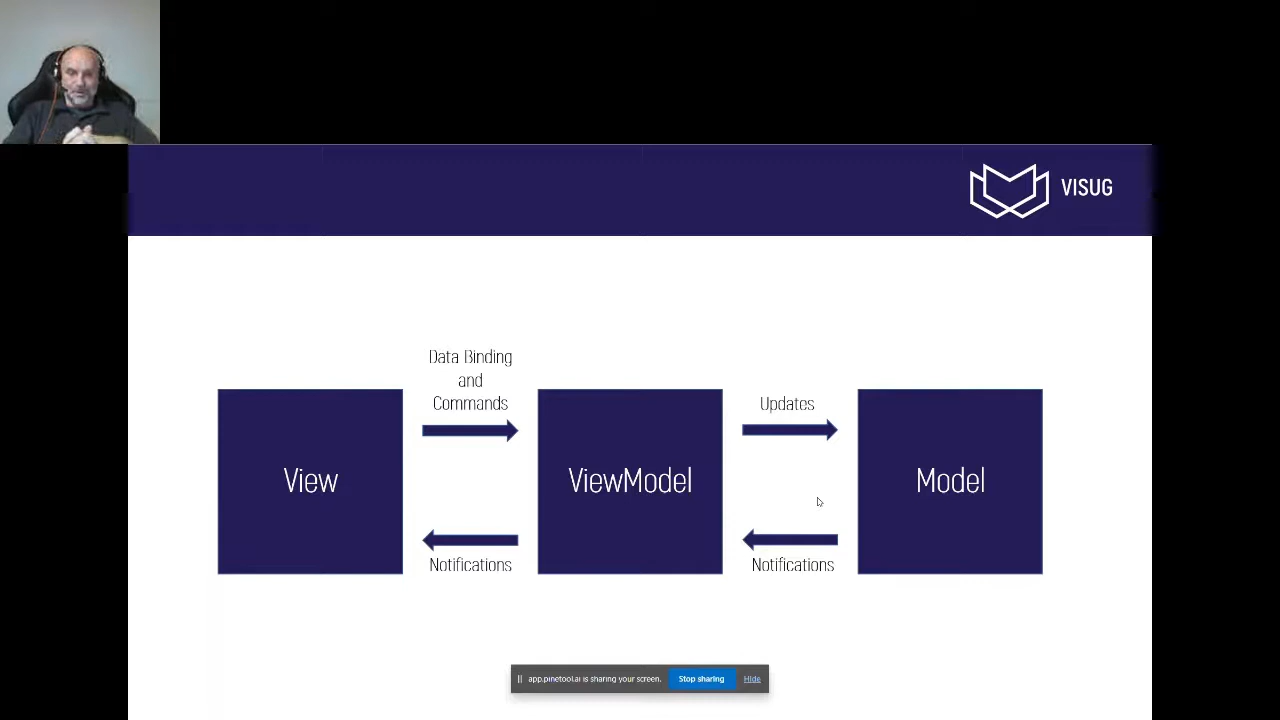 VISUG
Data Binding
and
Commands
Updates
View
ViewModel
Model
Notifications
Notifications
app.pinetool.ai is sharing your screen.
Stop sharing
Hide